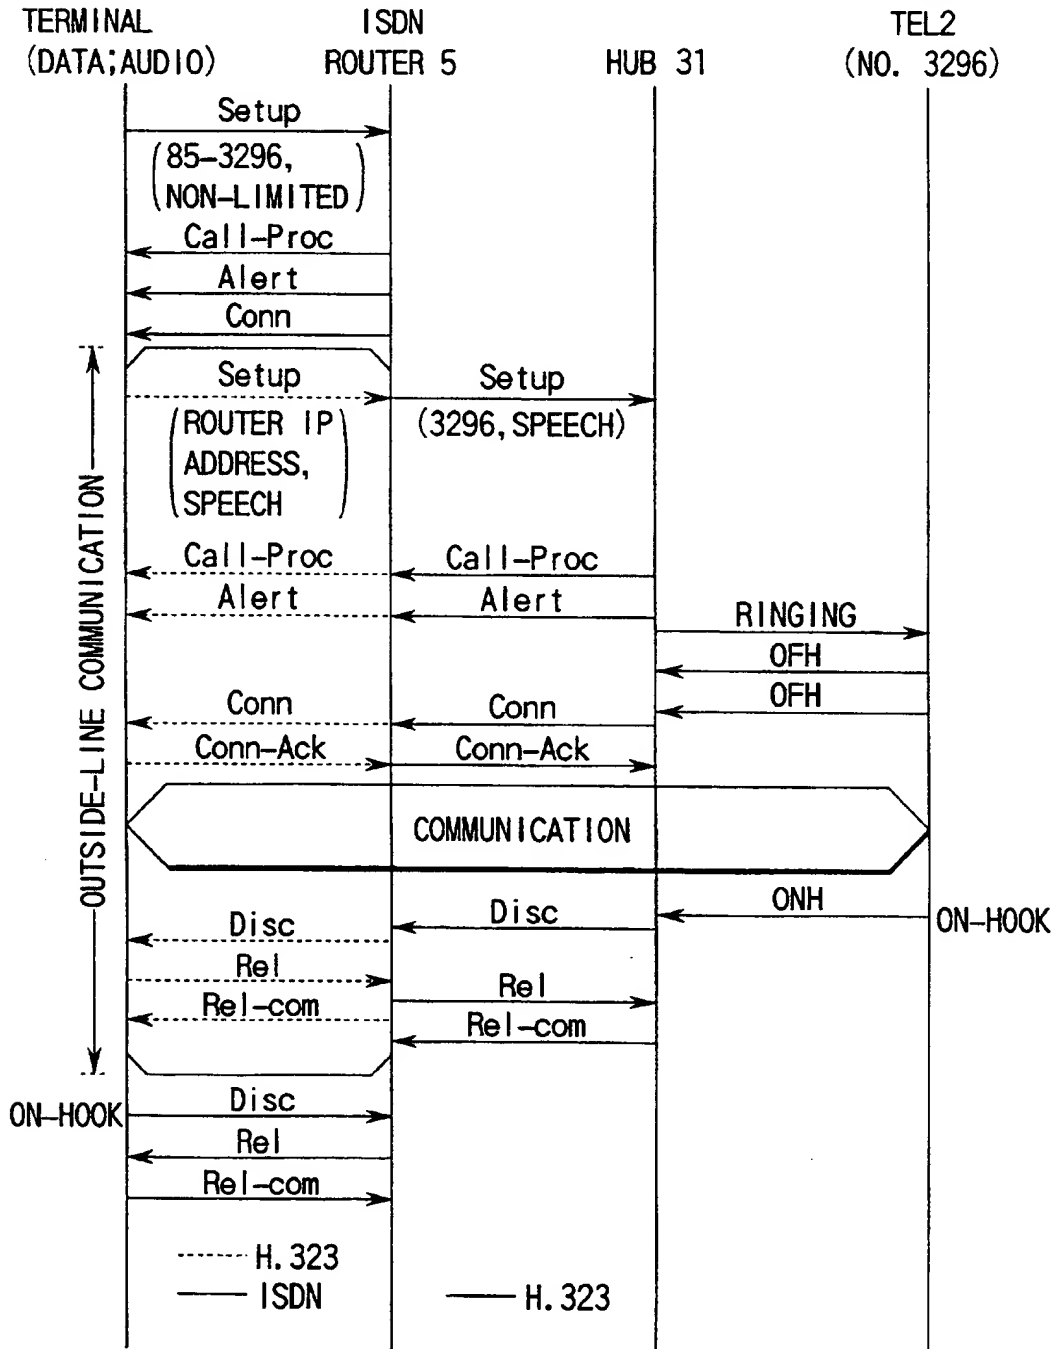 TERMINAL
(DATA;AUDIO)
ISDN
ROUTER 5
HUB 31
TEL2
(NO. 3296)
Setup
(85-3296,
NON-LIMITED)
Call-Proc
Alert
Conn
Setup
Setup
(ROUTER IP
ADDRESS,
SPEECH)
(3296, SPEECH)
Call-Proc
Call-Proc
Alert
Alert
RINGING
OFH
OFH
Conn
Conn
Conn-Ack
Conn-Ack
OUTSIDE-LINE COMMUNICATION
COMMUNICATION
ONH
ON-HOOK
Disc
Disc
Rel
Rel
Rel-com
Rel-com
ON-HOOK
Disc
Rel
Rel-com
H.323
ISDN
H.323